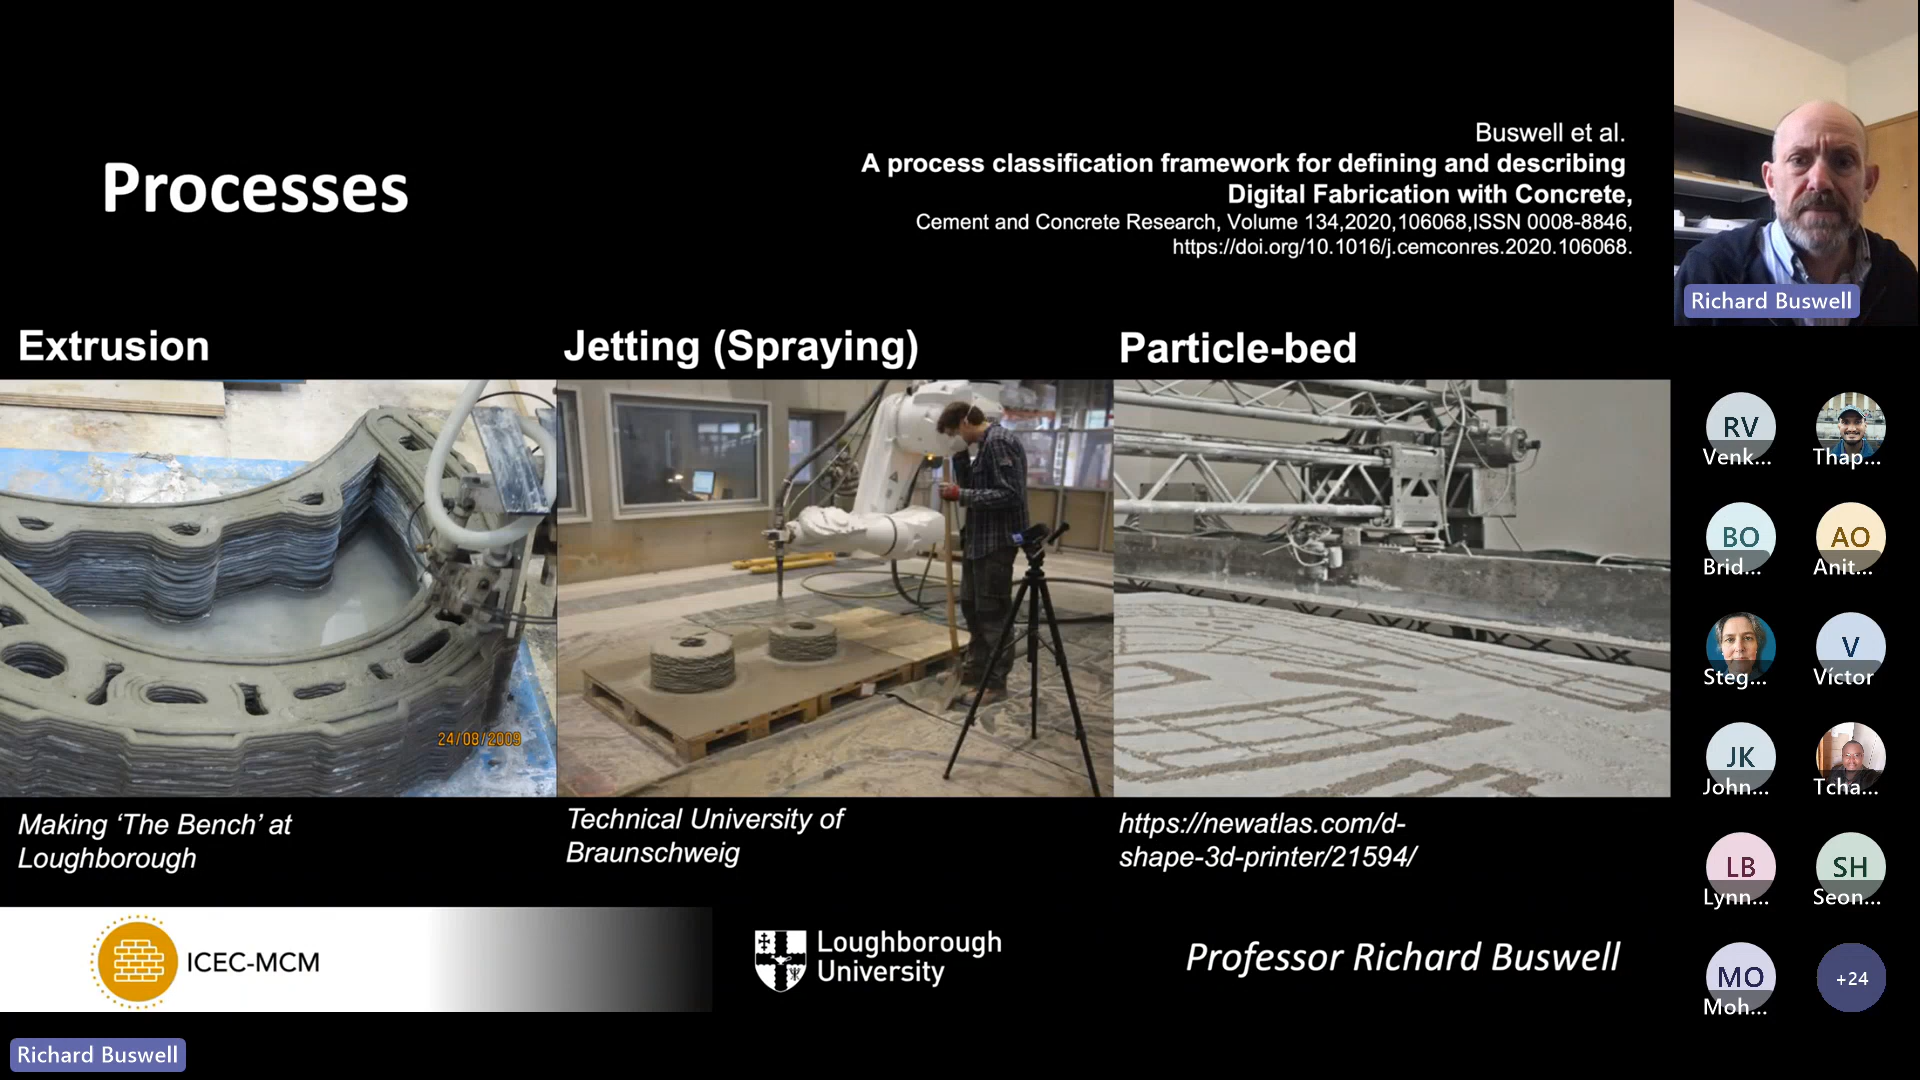 Processes
Buswell et al.
A process classification framework for defining and describing
Digital Fabrication with Concrete,
Cement and Concrete Research, Volume 134,2020,106068,ISSN 0008-8846,
https://doi.org/10.1016/j.cemconres.2020.106068.
Richard Buswell
Extrusion
Jetting (Spraying)
Particle-bed
24/08/2009
Making ‘The Bench’ at
Loughborough
Technical University of
Braunschweig
https://newatlas.com/d-
shape-3d-printer/21594/
ICEC-MCM
Loughborough
University
Professor Richard Buswell
Richard Buswell
RV
Venk...
Thap...
BO
Brid...
AO
Anit...
Steg...
V
Víctor
JK
John...
Tcha...
LB
Lynn...
SH
Seon...
MO
Moh...
+24